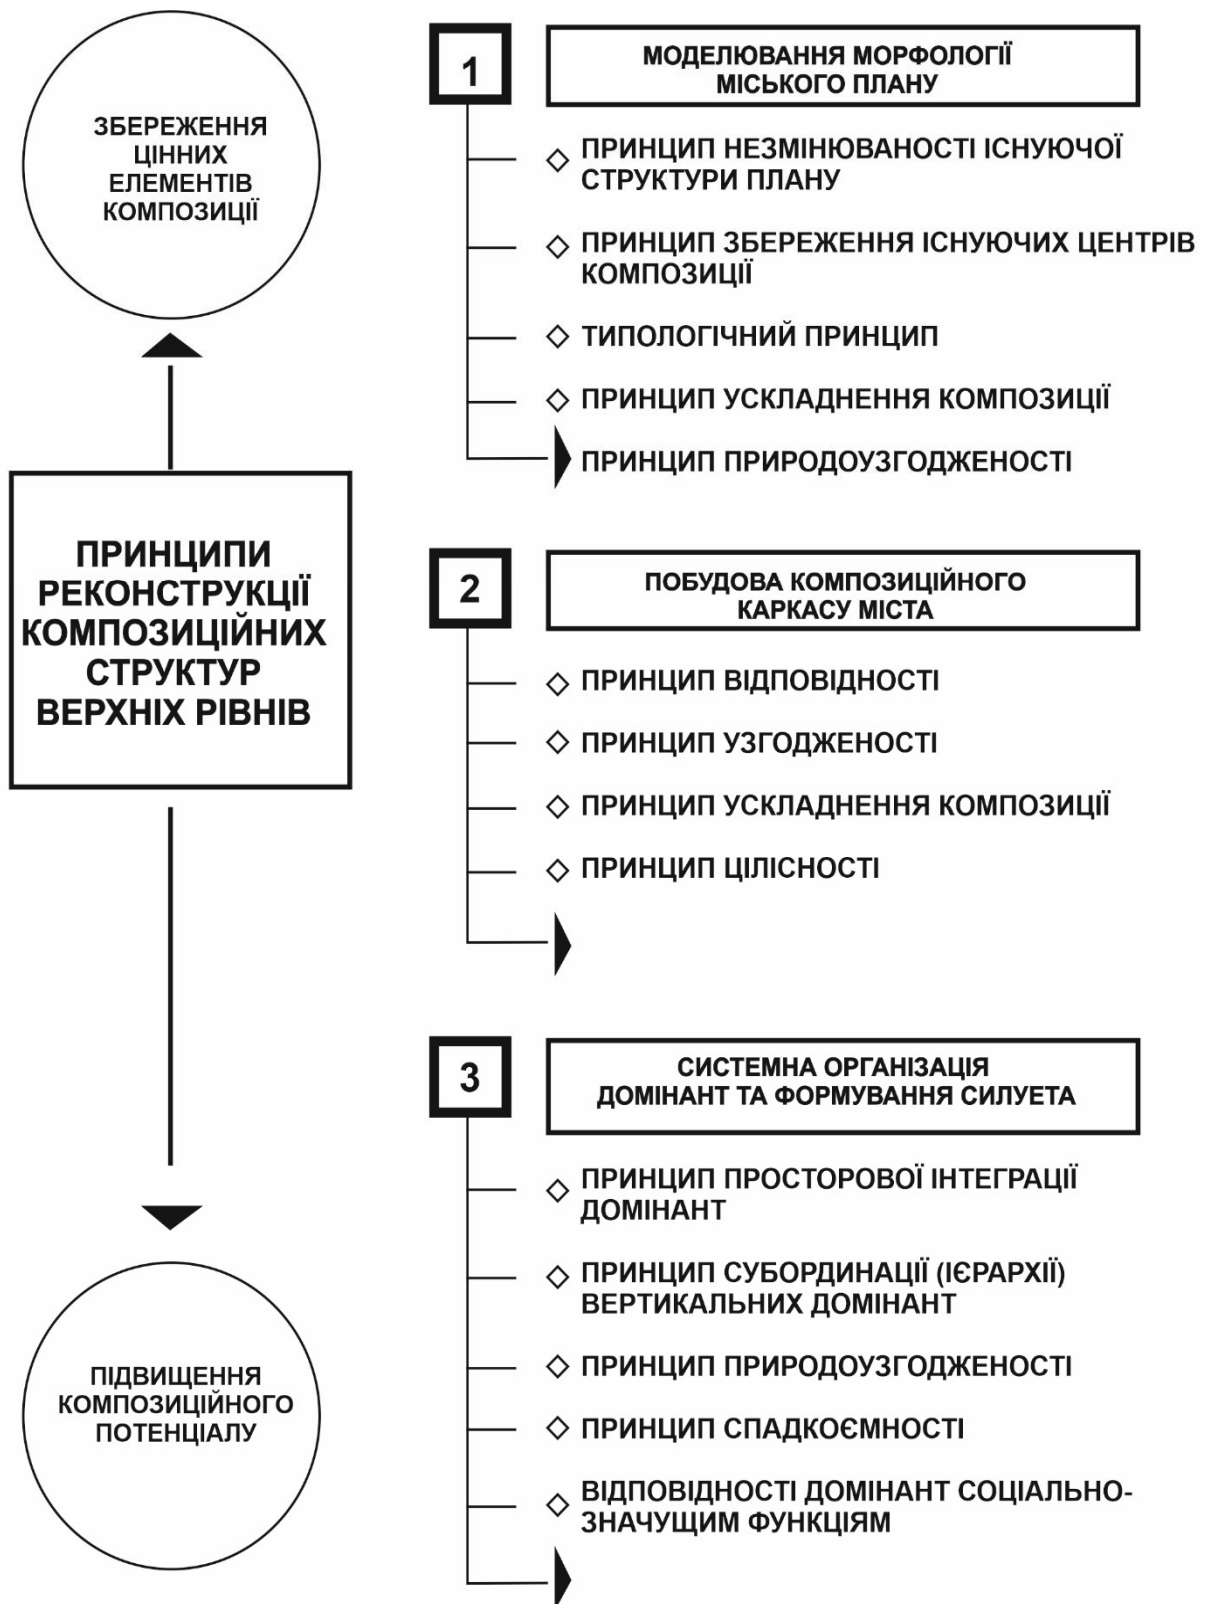 ЗБЕРЕЖЕННЯ
ЦІННИХ
ЕЛЕМЕНТІВ
КОМПОЗИЦІЇ
ПРИНЦИПИ
РЕКОНСТРУКЦІЇ
КОМПОЗИЦІЙНИХ
СТРУКТУР
ВЕРХНІХ РІВНІВ
ПІДВИЩЕННЯ
КОМПОЗИЦІЙНОГО
ПОТЕНЦІАЛУ
1
МОДЕЛЮВАННЯ МОРФОЛОГІЇ
МІСЬКОГО ПЛАНУ
ПРИНЦИП НЕЗМІНЮВАНОСТІ ІСНУЮЧОЇ
СТРУКТУРИ ПЛАНУ
ПРИНЦИП ЗБЕРЕЖЕННЯ ІСНУЮЧИХ ЦЕНТРІВ
КОМПОЗИЦІЇ
ТИПОЛОГІЧНИЙ ПРИНЦИП
ПРИНЦИП УСКЛАДНЕННЯ КОМПОЗИЦІЇ
ПРИНЦИП ПРИРОДОУЗГОДЖЕНОСТІ
2
ПОБУДОВА КОМПОЗИЦІЙНОГО
КАРКАСУ МІСТА
ПРИНЦИП ВІДПОВІДНОСТІ
ПРИНЦИП УЗГОДЖЕНОСТІ
ПРИНЦИП УСКЛАДНЕННЯ КОМПОЗИЦІЇ
ПРИНЦИП ЦІЛІСНОСТІ
3
СИСТЕМНА ОРГАНІЗАЦІЯ
ДОМІНАНТ ТА ФОРМУВАННЯ СИЛУЕТА
ПРИНЦИП ПРОСТОРОВОЇ ІНТЕГРАЦІЇ
ДОМІНАНТ
ПРИНЦИП СУБОРДИНАЦІЇ (ІЄРАРХІЇ)
ВЕРТИКАЛЬНИХ ДОМІНАНТ
ПРИНЦИП ПРИРОДОУЗГОДЖЕНОСТІ
ПРИНЦИП СПАДКОЄМНОСТІ
ВІДПОВІДНОСТІ ДОМІНАНТ СОЦІАЛЬНО-
ЗНАЧУЩИМ ФУНКЦІЯМ